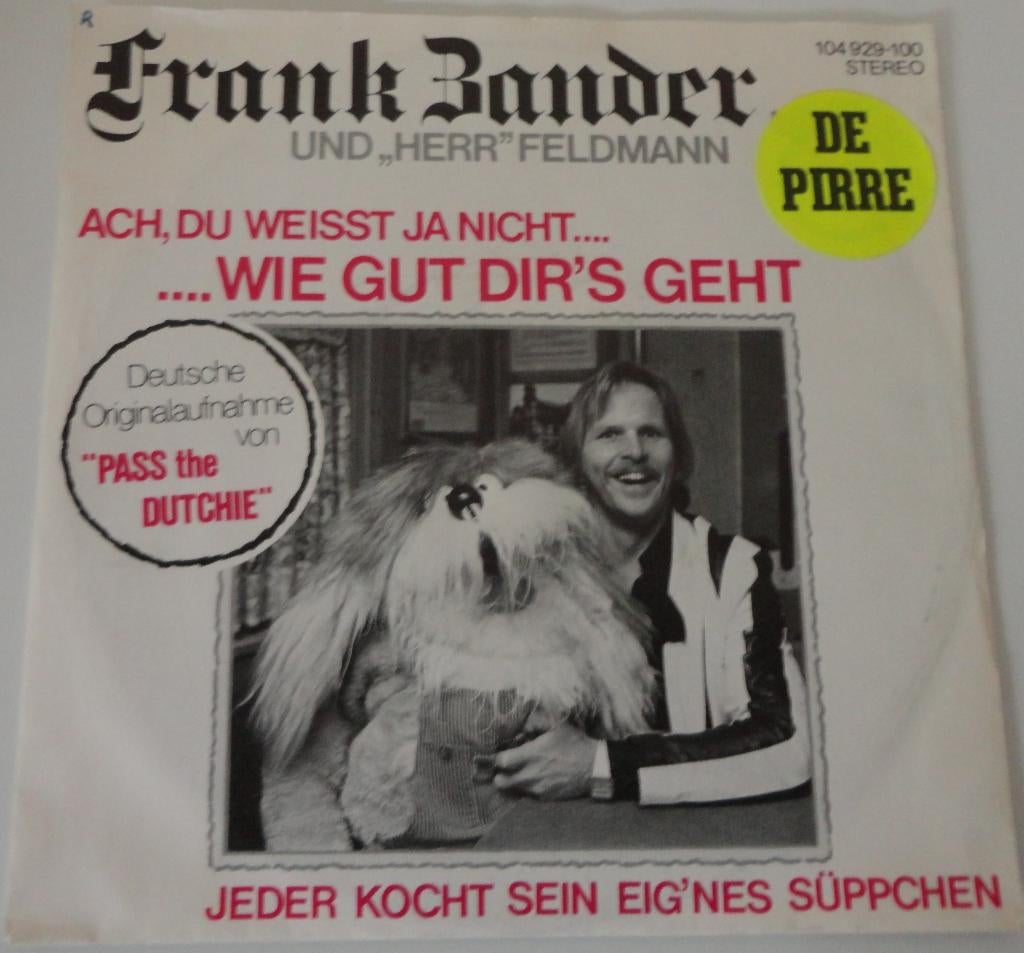 R
Frank Zander
104 929-100
STEREO
UND „HERR” FELDMANN
DE
PIRRE
ACH, DU WEISST JA NICHT....
....WIE GUT DIR'S GEHT
Deutsche
Originalaufnahme
von
"PASS the
DUTCHIE"
JEDER KOCHT SEIN EIG'NES SÜPPCHEN